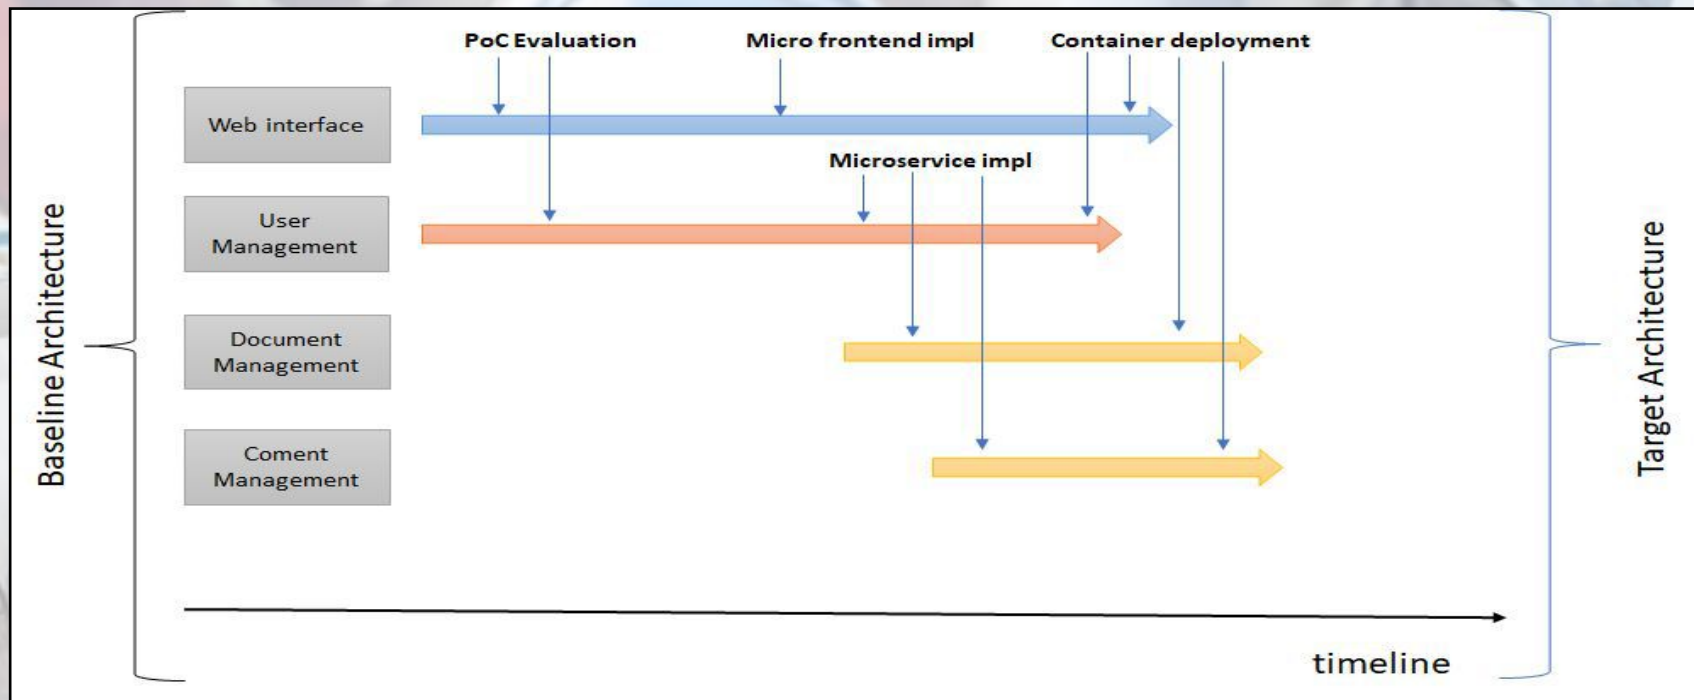 PoC Evaluation
Micro frontend impl
Container deployment
Web interface
Microservice impl
User
Management
Document
Management
Coment
Management
Baseline Architecture
Target Architecture
timeline